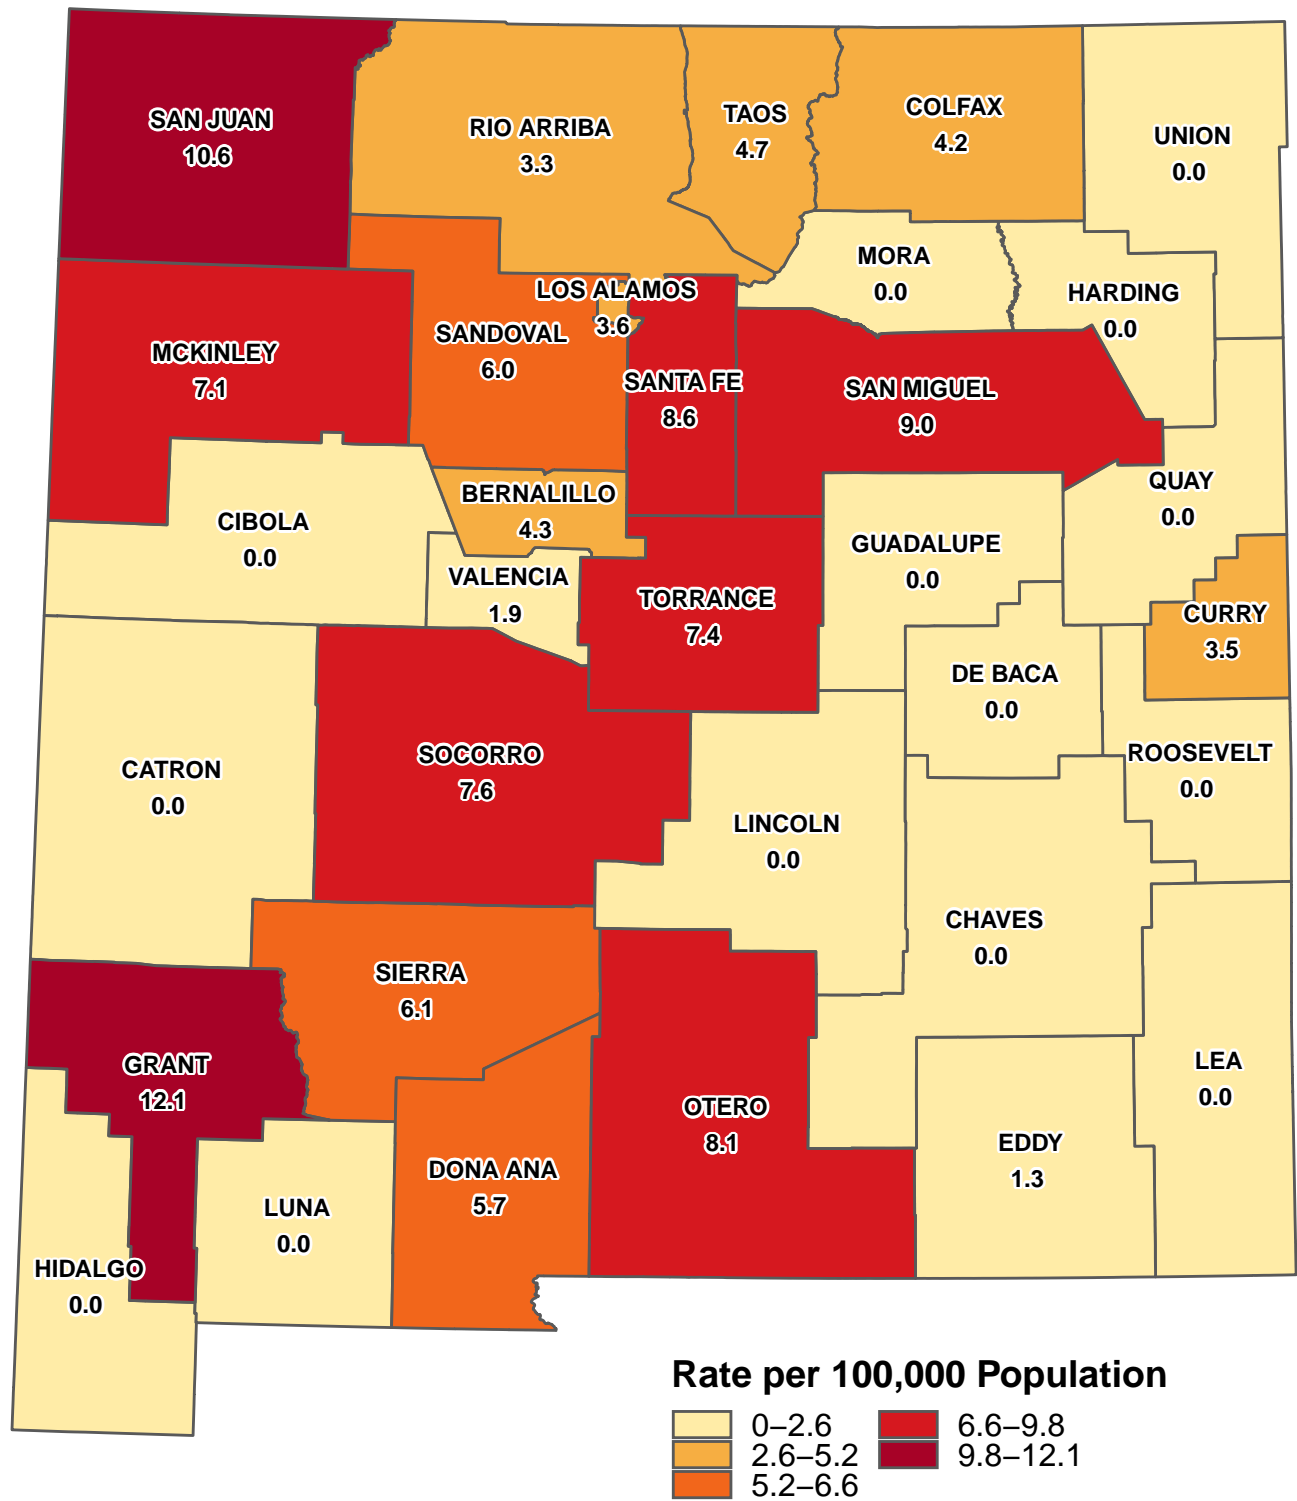 SAN JUAN
10.6
RIO ARRIBA
3.3
TAOS
4.7
COLFAX
4.2
UNION
0.0
MORA
0.0
HARDING
0.0
LOS ALAMOS
3.6
SANDOVAL
6.0
MCKINLEY
7.1
SANTA FE
8.6
SAN MIGUEL
9.0
QUAY
0.0
BERNALILLO
4.3
CIBOLA
0.0
GUADALUPE
0.0
VALENCIA
1.9
TORRANCE
7.4
CURRY
3.5
DE BACA
0.0
ROOSEVELT
0.0
SOCORRO
7.6
CATRON
0.0
LINCOLN
0.0
CHAVES
0.0
SIERRA
6.1
GRANT
12.1
LEA
0.0
OTERO
8.1
EDDY
1.3
DONA ANA
5.7
LUNA
0.0
HIDALGO
0.0
Rate per 100,000 Population
0–2.6
2.6–5.2
5.2–6.6
6.6–9.8
9.8–12.1